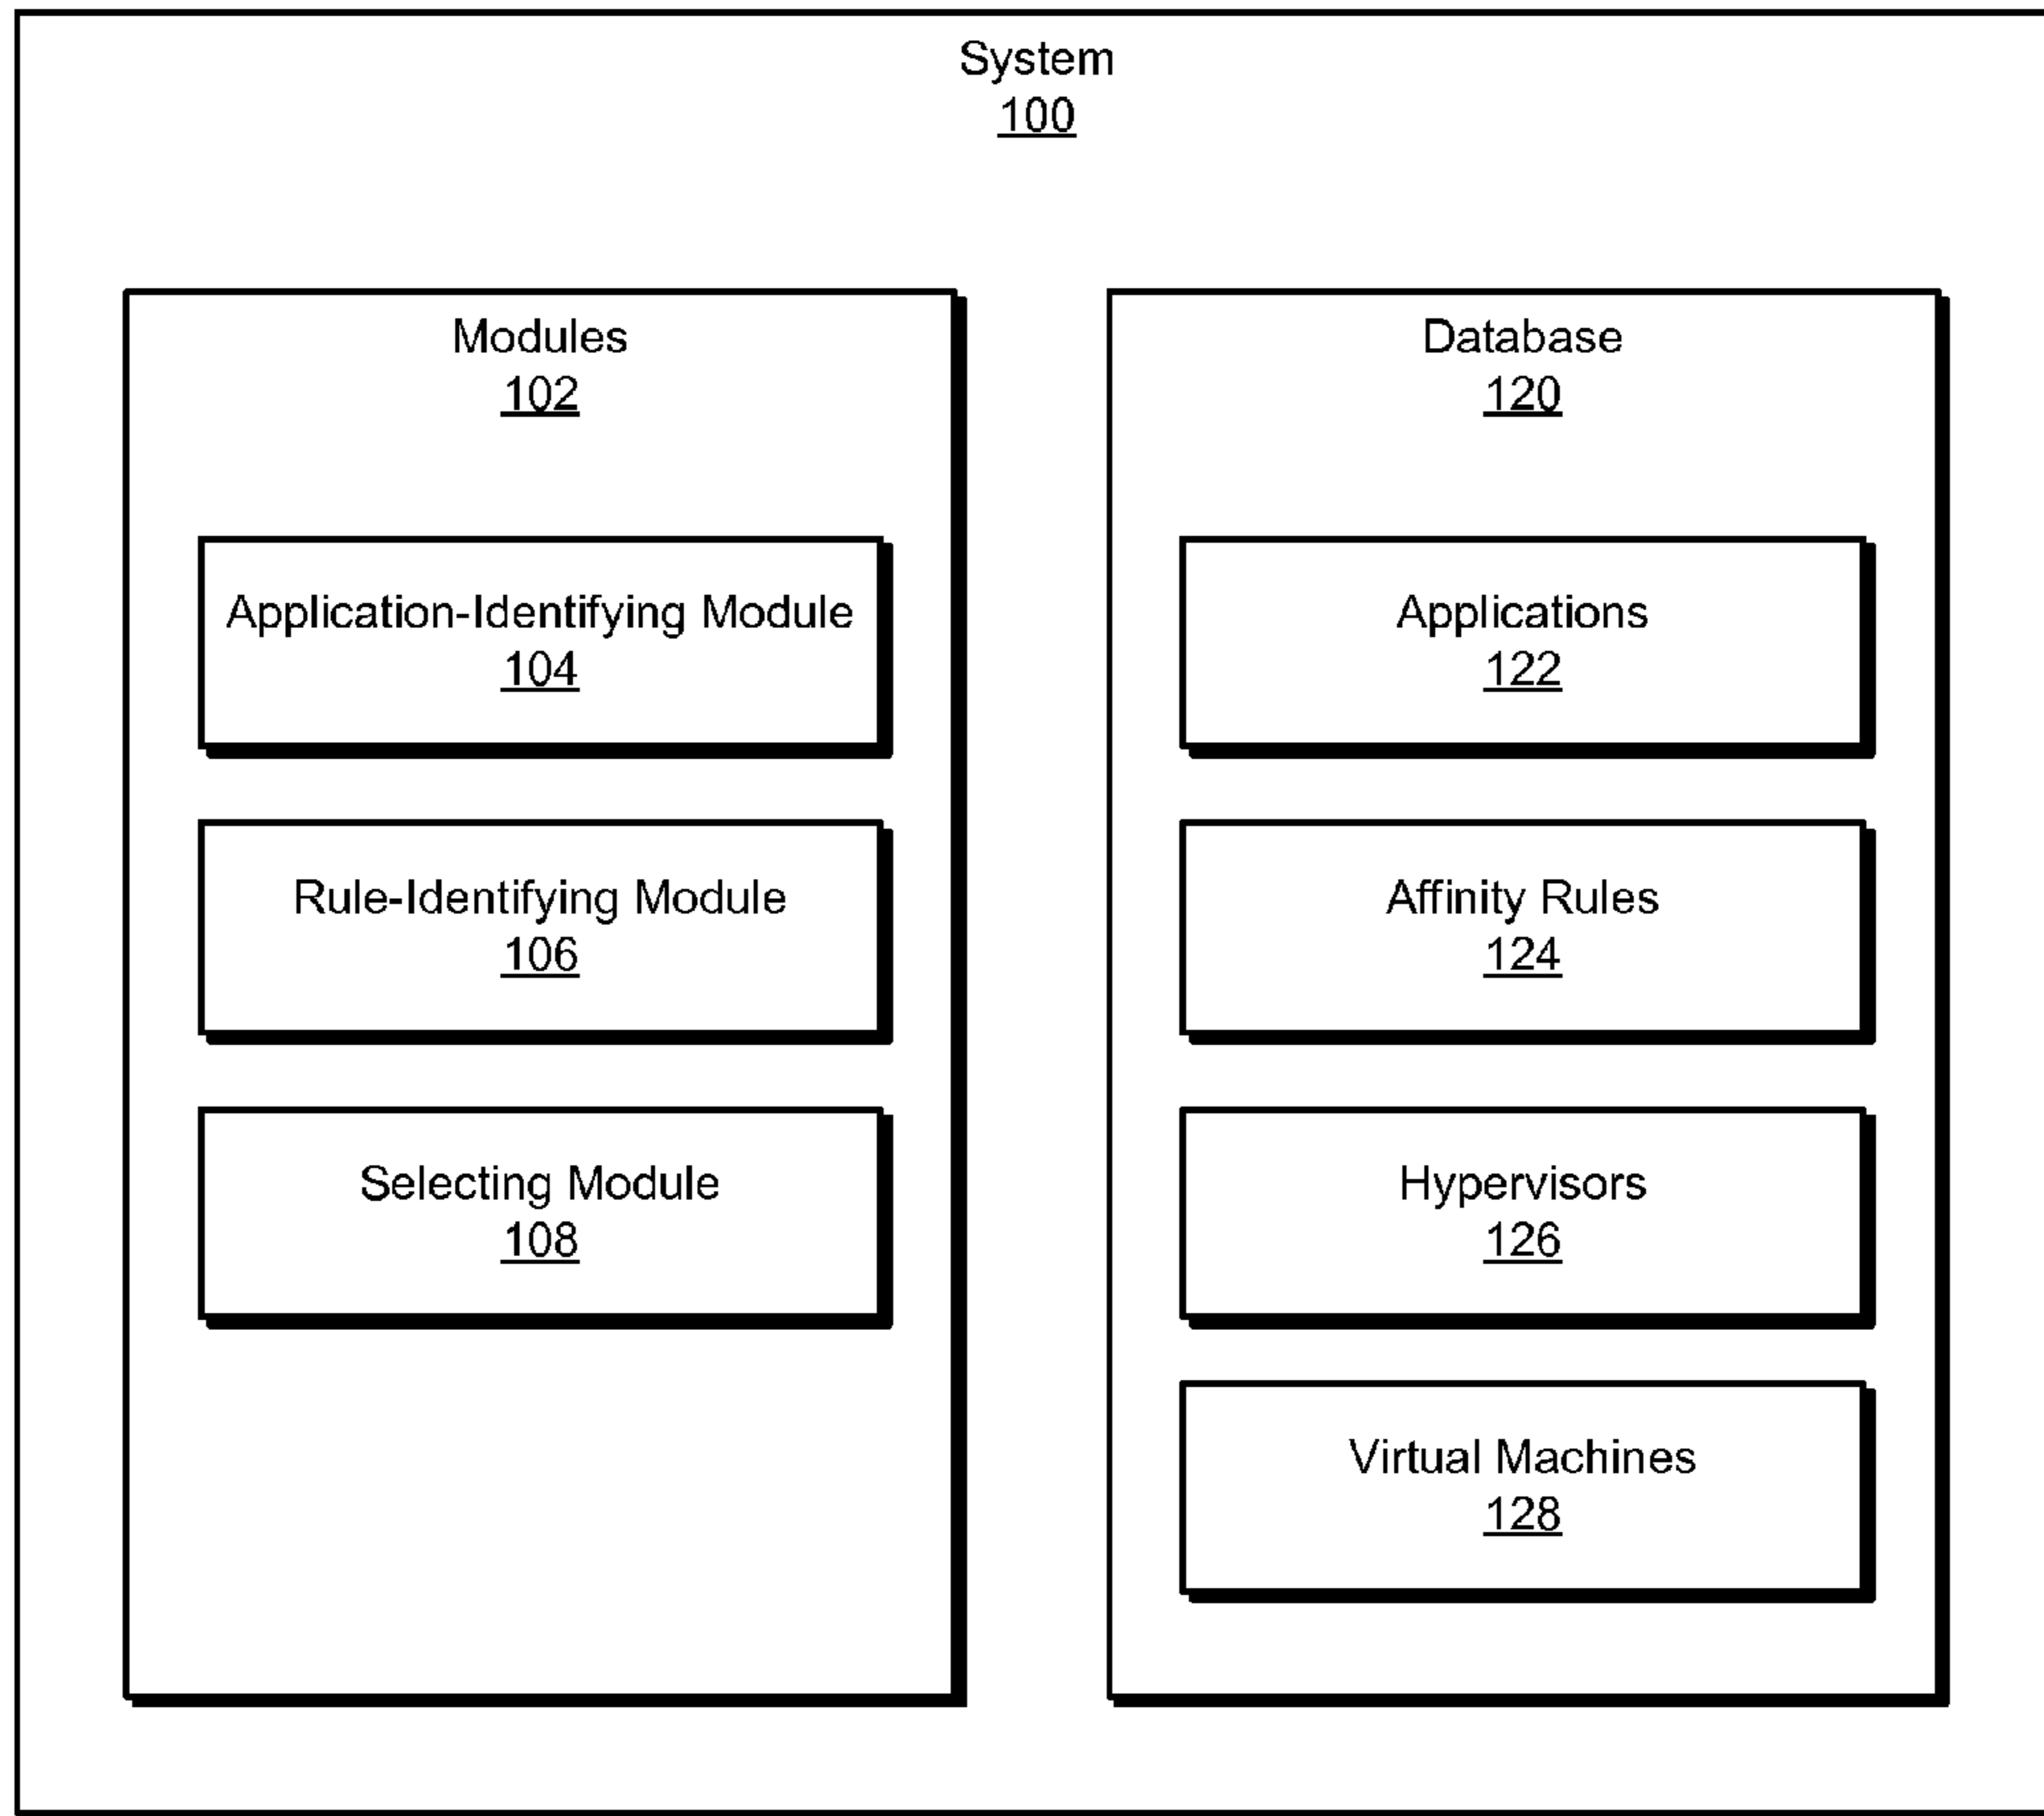 System
100
Modules
102
Application-Identifying Module
104
Rule-Identifying Module
106
Selecting Module
108
Database
120
Applications
122
Affinity Rules
124
Hypervisors
126
Virtual Machines
128